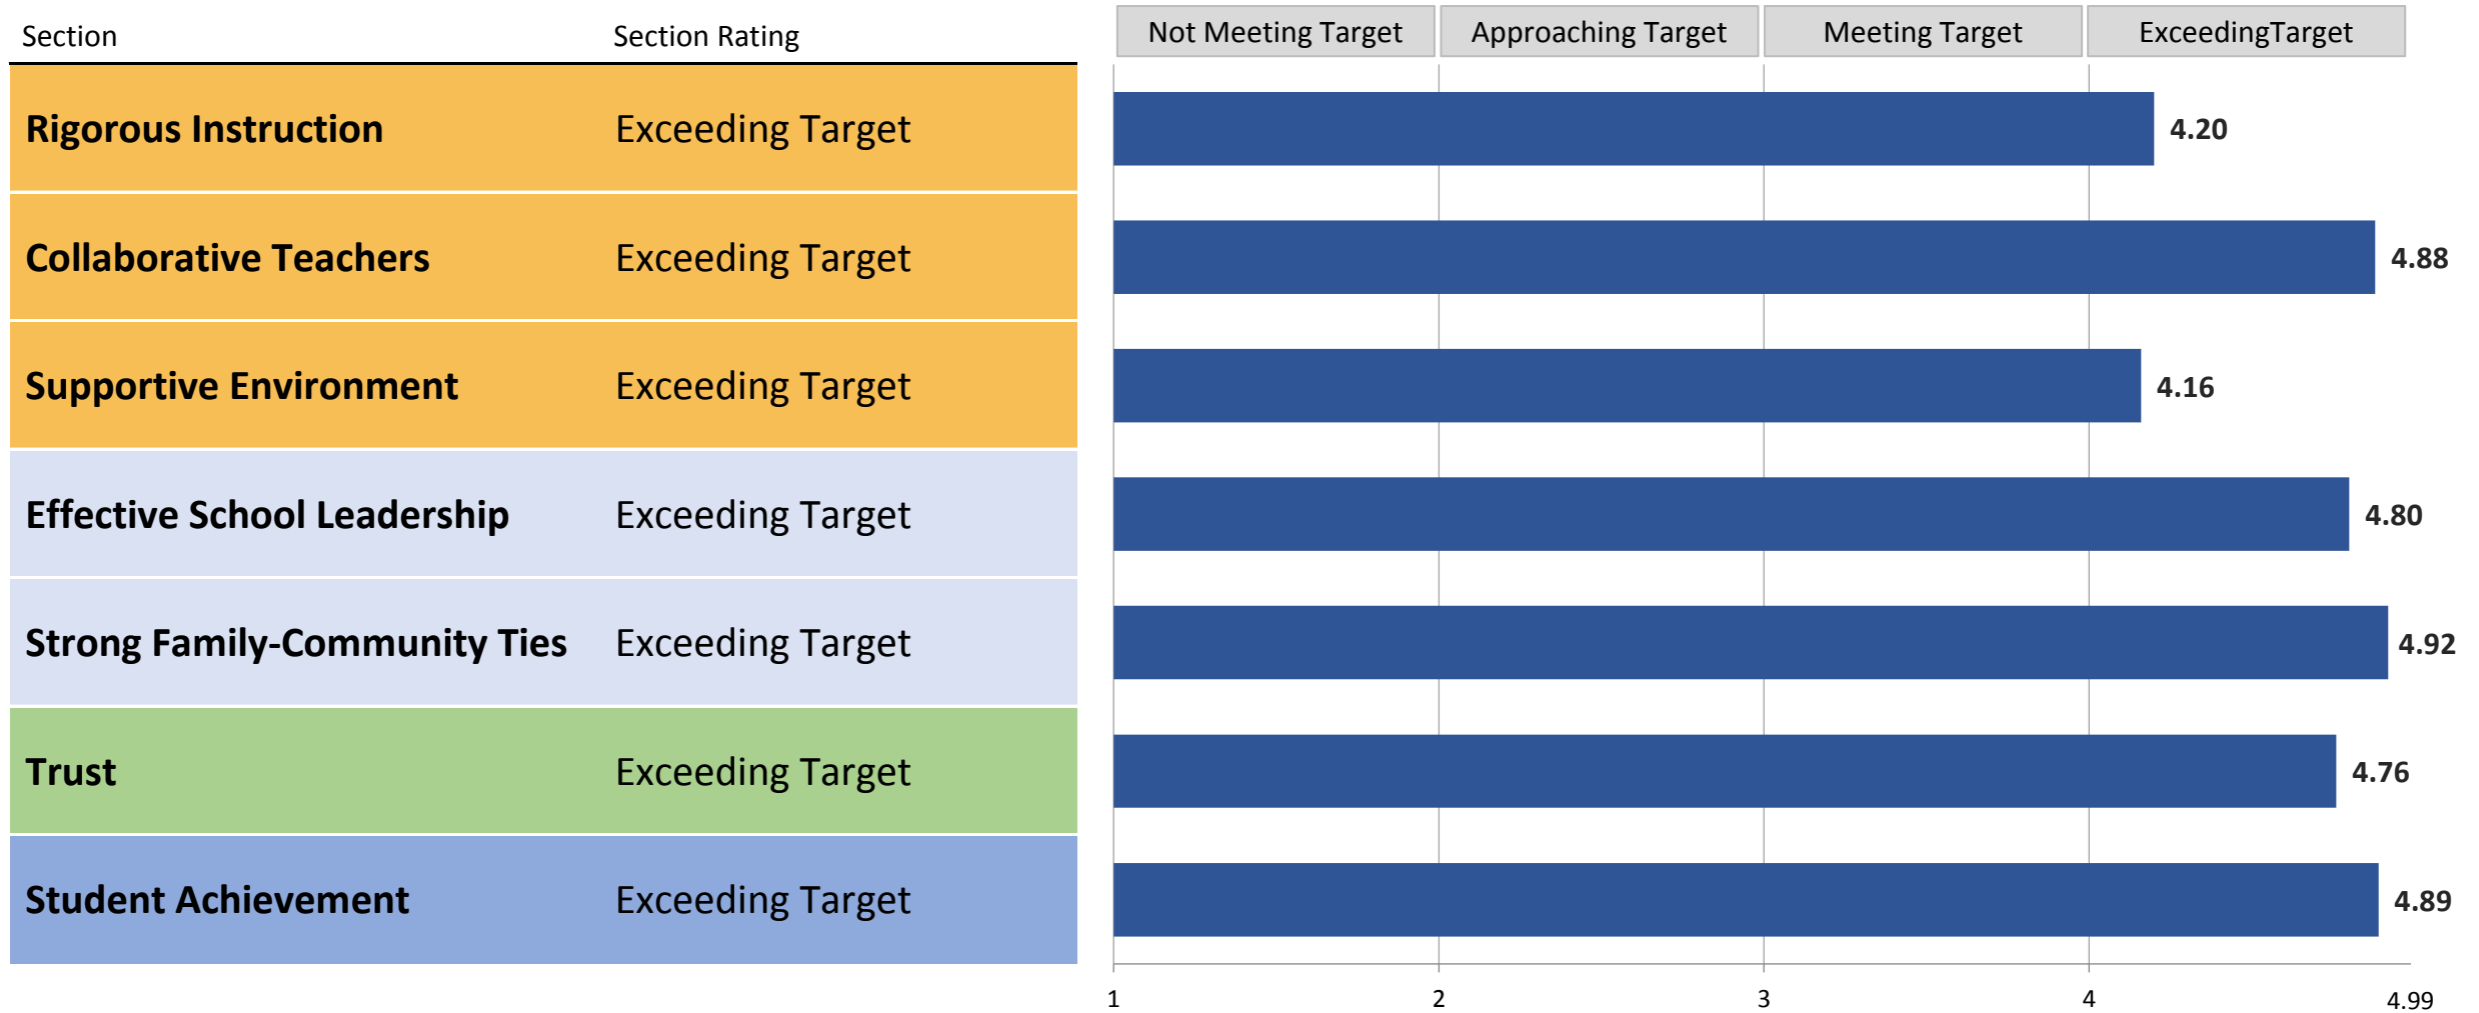 Section Section Rating Not Meeting Target Approaching Target Meeting Target ExceedingTarget
Rigorous Instruction Exceeding Target 4.20
Collaborative Teachers Exceeding Target 4.88
Supportive Environment Exceeding Target 4.16
Effective School Leadership Exceeding Target 4.80
Strong Family-Community Ties Exceeding Target 4.92
Trust Exceeding Target 4.76
Student Achievement Exceeding Target 4.89
1 2 3 4 4.99